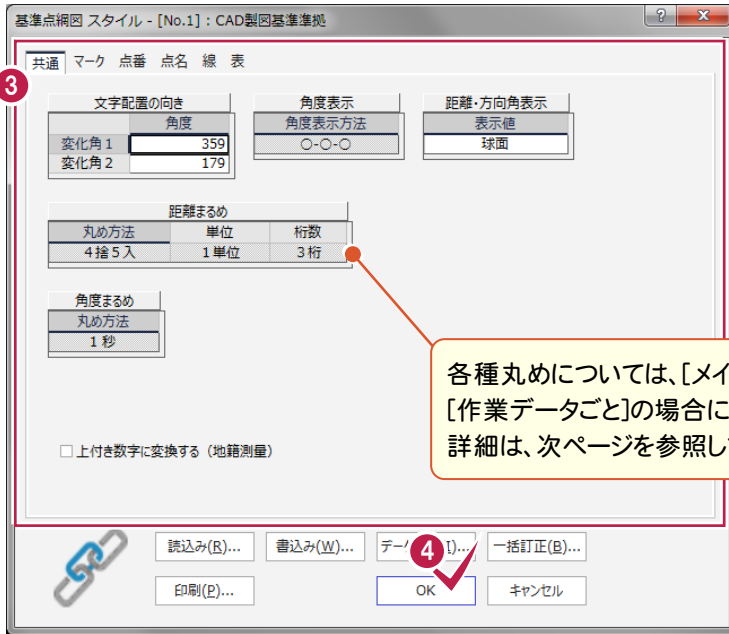 基準点網図 スタイル - [No.1] : CAD製図基準準拠
共通 マーク 点番 点名 線 表
3
文字配置の向き 角度表示 距離・方向角表示
角度 角度表示方法 表示値
変化角1 359 ○-○-○ 球面
変化角2 179
距離まるめ
丸め方法 単位 桁数
4捨5入 1単位 3桁
角度まるめ
丸め方法
1秒
各種丸めについては、[メイ
[作業データごと]の場合に
詳細は、次ページを参照し
上付き数字に変換する (地籍測量)
読込み(R)... 書込み(W)... 一括訂正(B)...
4
印刷(P)... OK キャンセル